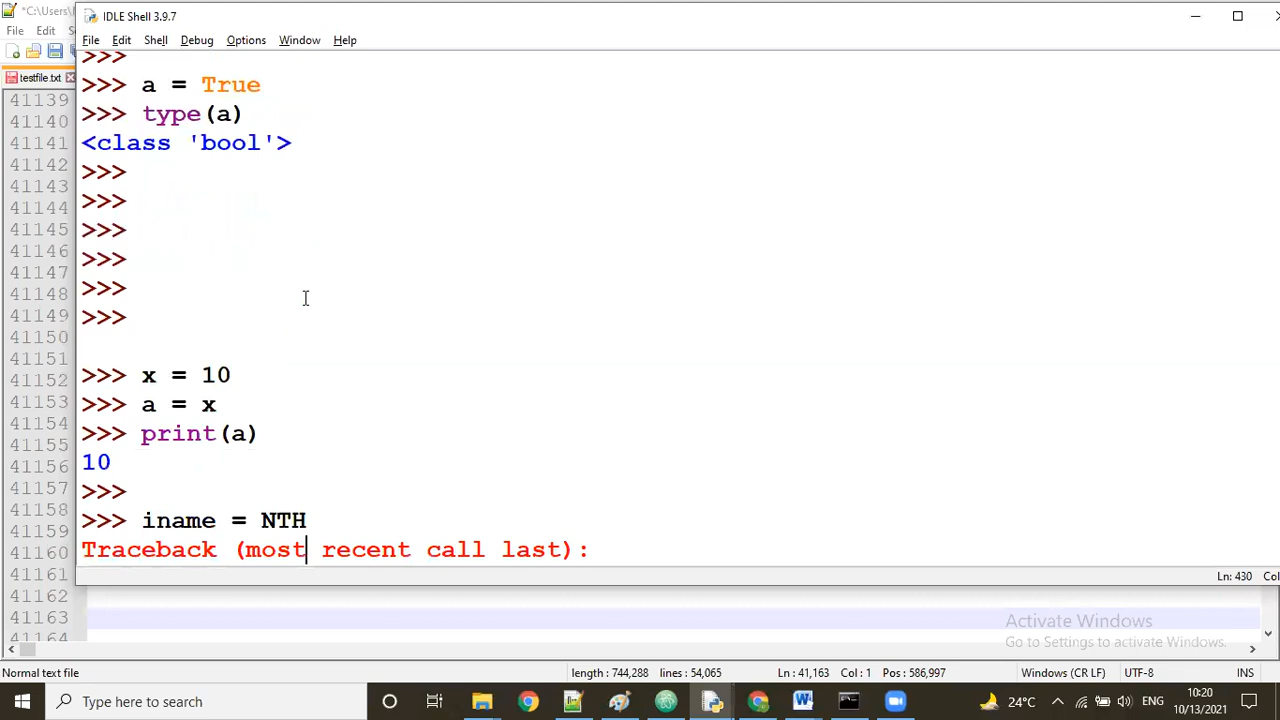 *C:\Users\
IDLE Shell 3.9.7
File Edit
File Edit Shell Debug Options Window Help
testfile.txt
>>>
>>> a = True
>>> type(a)
<class 'bool'>
>>>
>>>
>>>
>>>
>>>
>>>
>>> x = 10
>>> a = x
>>> print(a)
10
>>>
>>> iname = NTH
Traceback (most recent call last):
41139
41140
41141
41142
41143
41144
41145
41146
41147
41148
41149
41150
41151
41152
41153
41154
41155
41156
41157
41158
41159
41160
41161
41162
41163
41164
Ln: 430 Col
Activate Windows
Go to Settings to activate Windows.
Normal text file length : 744,288 lines : 54,065 Ln : 41,163 Col : 1 Pos : 586,997 Windows (CR LF) UTF-8 INS
Type here to search
24°C ENG
10:20
10/13/2021